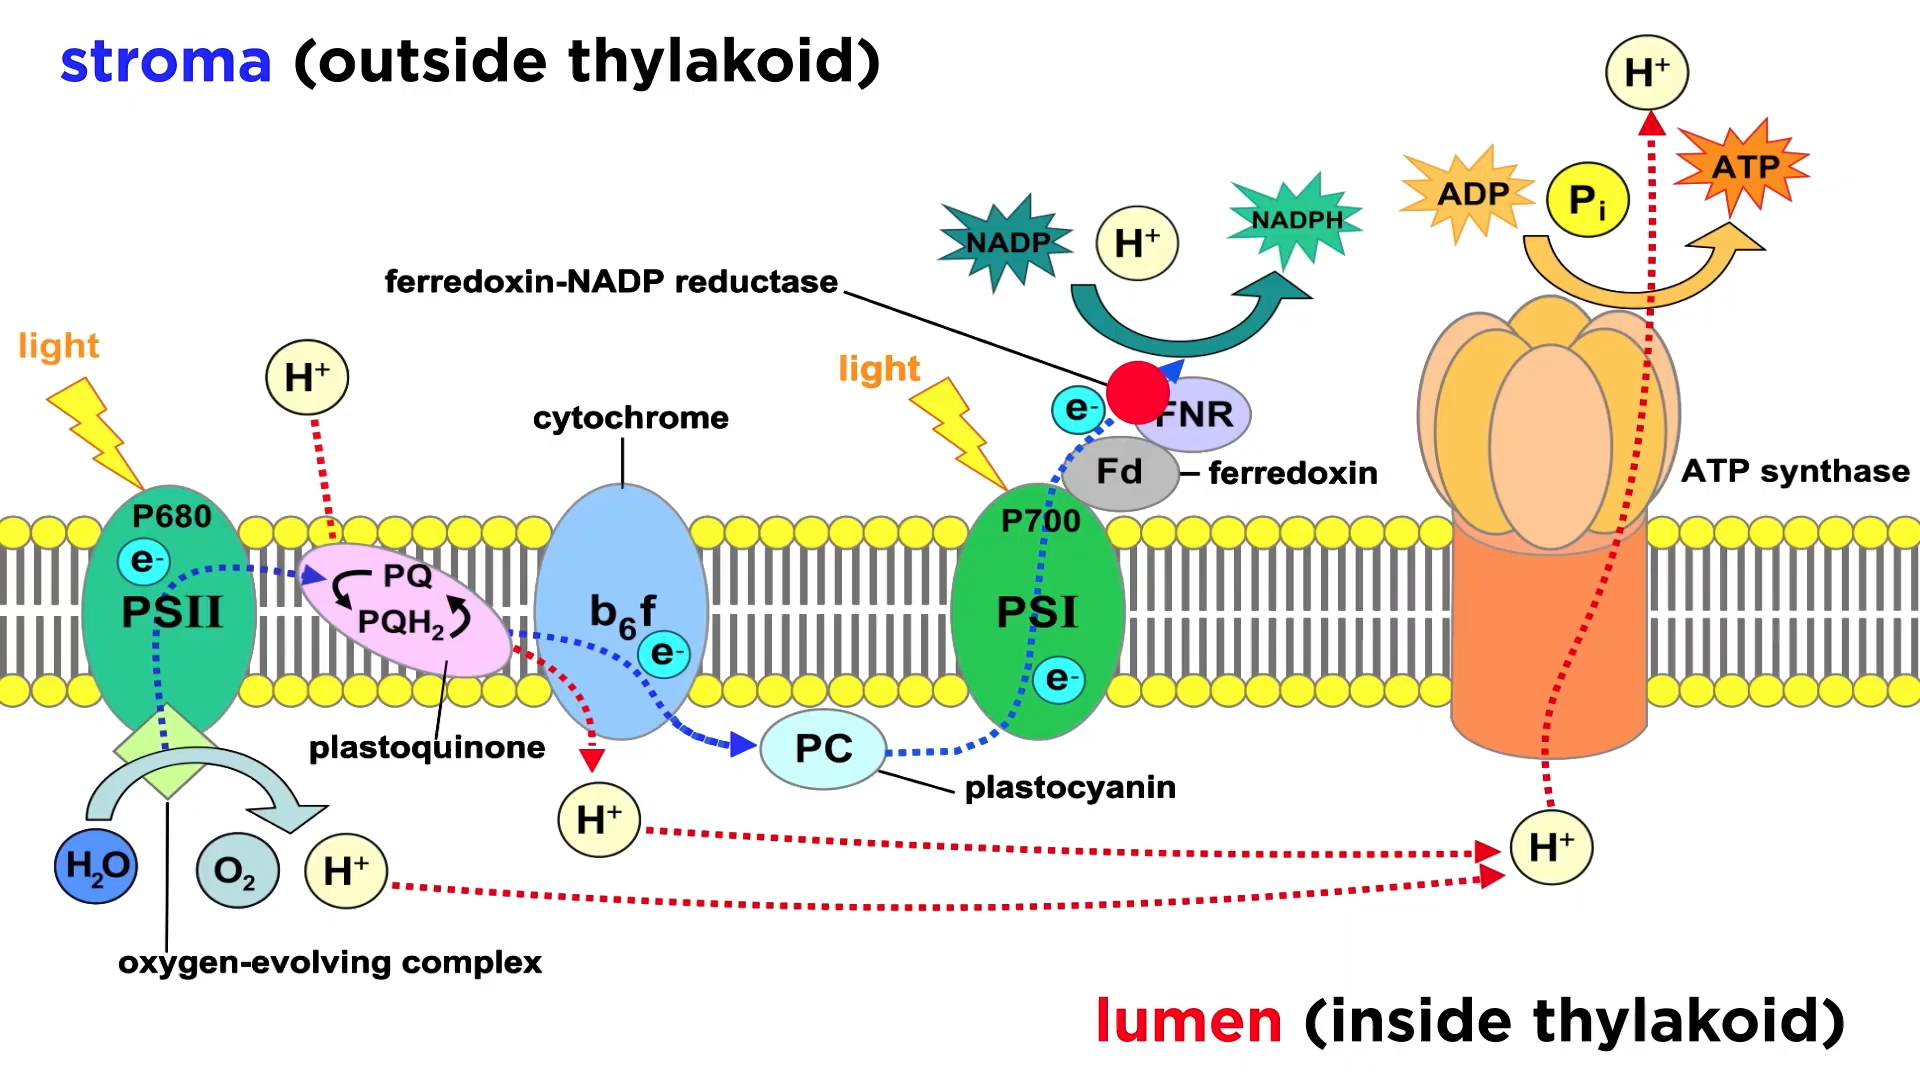 stroma (outside thylakoid)
H⁺
ATP
ADP
Pᵢ
NADP
H⁺
NADPH
ferredoxin-NADP reductase
light
H⁺
light
cytochrome
e⁻
FNR
Fd
ferredoxin
ATP synthase
P680
e⁻
PSII
PQ
PQH₂
b₆f
e⁻
P700
PSI
e⁻
plastoquinone
PC
plastocyanin
H⁺
H⁺
H₂O
O₂
H⁺
oxygen-evolving complex
lumen (inside thylakoid)